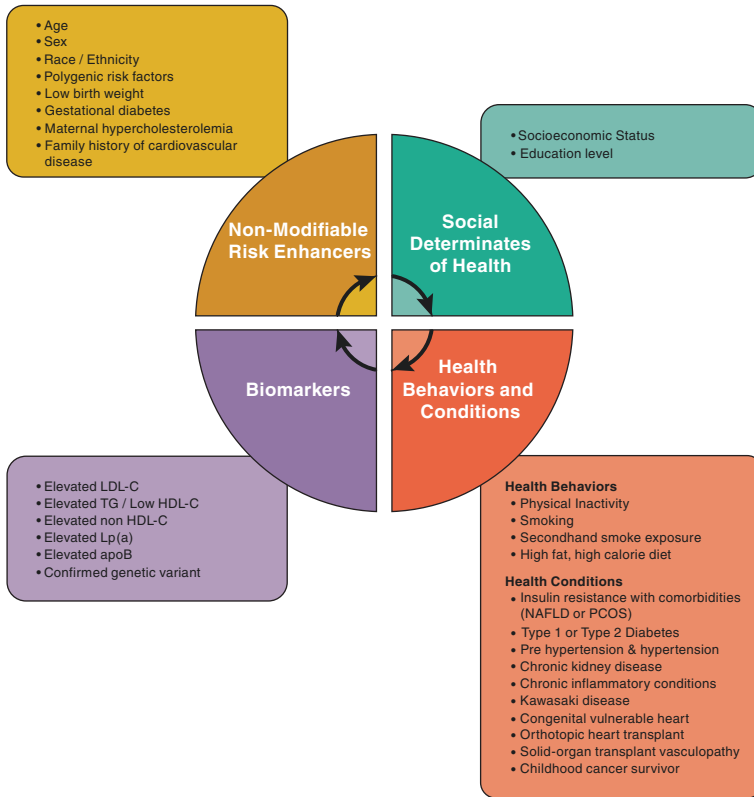 • Age
• Sex
• Race / Ethnicity
• Polygenic risk factors
• Low birth weight
• Gestational diabetes
• Maternal hypercholesterolemia
• Family history of cardiovascular
disease
• Socioeconomic Status
• Education level
Non-Modifiable
Risk Enhancers
Social
Determinates
of Health
Biomarkers
Health
Behaviors and
Conditions
• Elevated LDL-C
• Elevated TG / Low HDL-C
• Elevated non HDL-C
• Elevated Lp(a)
• Elevated apoB
• Confirmed genetic variant
Health Behaviors
• Physical Inactivity
• Smoking
• Secondhand smoke exposure
• High fat, high calorie diet
Health Conditions
• Insulin resistance with comorbidities
(NAFLD or PCOS)
• Type 1 or Type 2 Diabetes
• Pre hypertension & hypertension
• Chronic kidney disease
• Chronic inflammatory conditions
• Kawasaki disease
• Congenital vulnerable heart
• Orthotopic heart transplant
• Solid-organ transplant vasculopathy
• Childhood cancer survivor